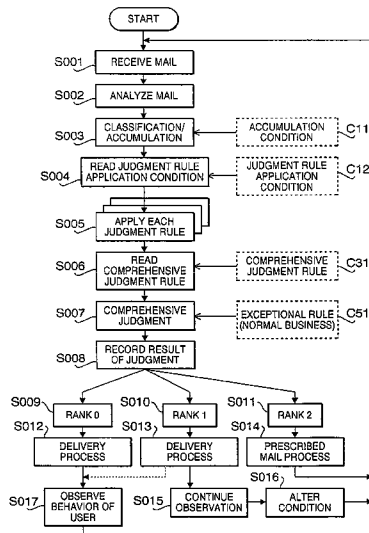 START
S001
RECEIVE MAIL
S002
ANALYZE MAIL
S003
CLASSIFICATION/
ACCUMULATION
ACCUMULATION
CONDITION
C11
S004
READ JUDGMENT RULE
APPLICATION CONDITION
JUDGMENT RULE
APPLICATION
CONDITION
C12
S005
APPLY EACH
JUDGMENT RULE
S006
READ
COMPREHENSIVE
JUDGMENT RULE
COMPREHENSIVE
JUDGMENT RULE
C31
S007
COMPREHENSIVE
JUDGMENT
EXCEPTIONAL RULE
(NORMAL BUSINESS)
C51
S008
RECORD RESULT
OF JUDGMENT
S009
RANK 0
S010
RANK 1
S011
RANK 2
S012
DELIVERY
PROCESS
S013
DELIVERY
PROCESS
S014
PRESCRIBED
MAIL PROCESS
S017
OBSERVE
BEHAVIOR OF
USER
S015
CONTINUE
OBSERVATION
S016
ALTER
CONDITION